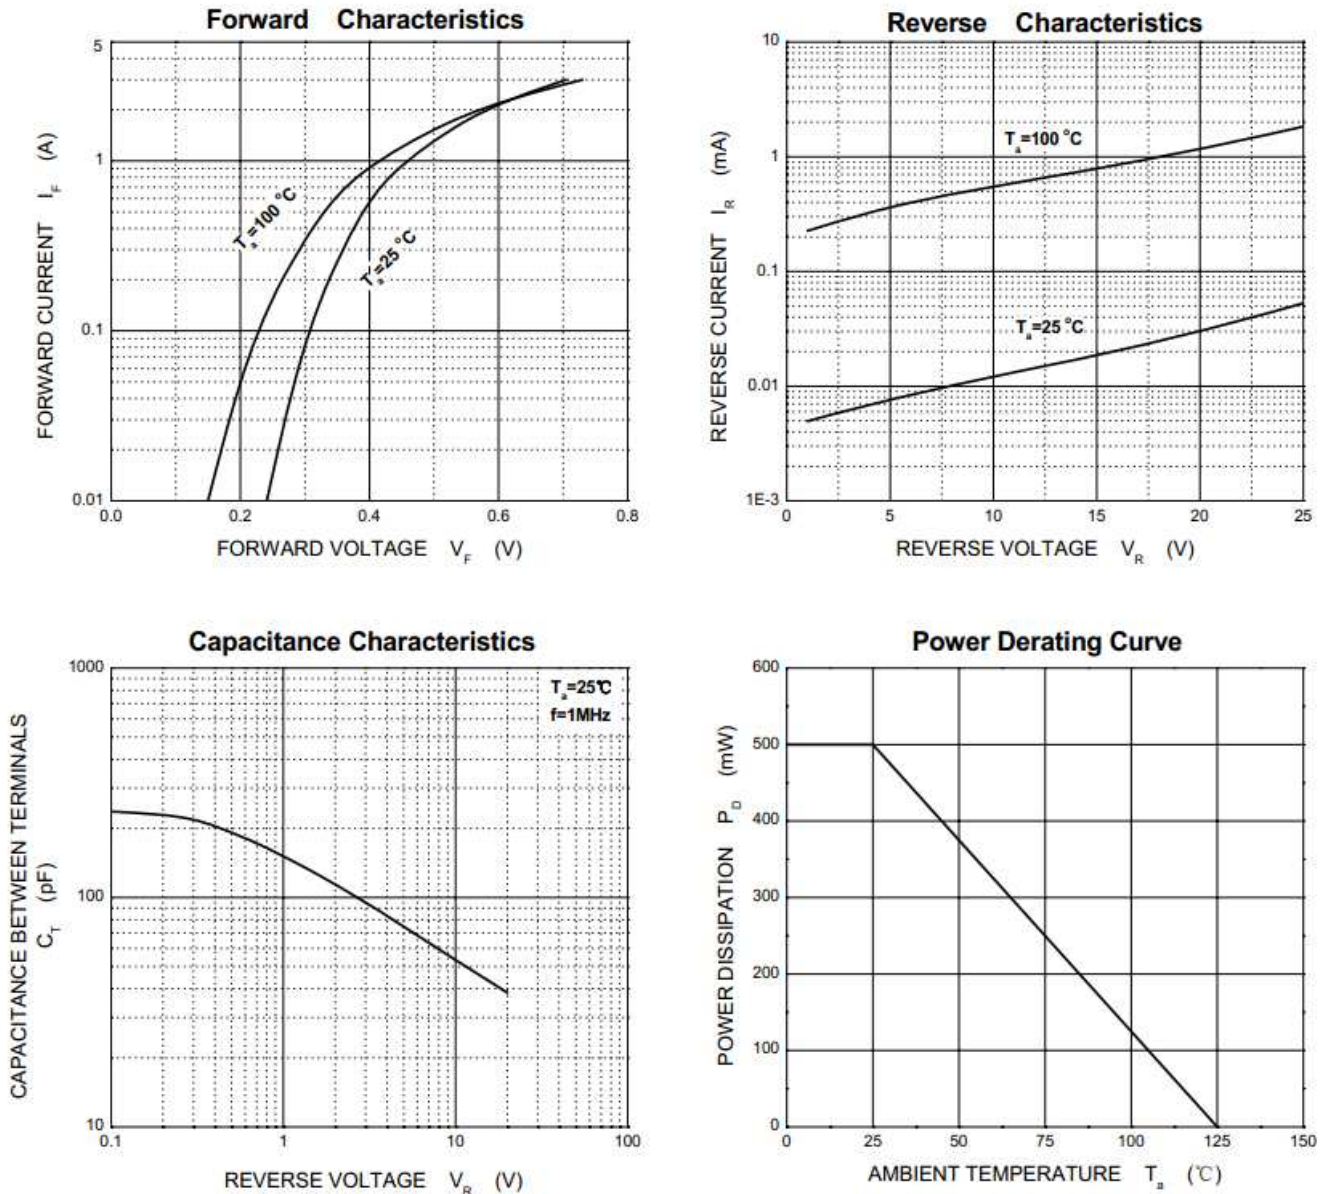 Forward Characteristics
5
1
0.1
0.01
0.0
0.2
0.4
0.6
0.8
FORWARD CURRENT I_F (A)
FORWARD VOLTAGE V_F (V)
T_a=100 °C
T_a=25 °C
Reverse Characteristics
10
1
0.1
0.01
1E-3
0
5
10
15
20
25
REVERSE CURRENT I_R (mA)
REVERSE VOLTAGE V_R (V)
T_a=100 °C
T_a=25 °C
Capacitance Characteristics
1000
100
10
0.1
1
10
100
CAPACITANCE BETWEEN TERMINALS
C_T (pF)
REVERSE VOLTAGE V_R (V)
T_a=25℃
f=1MHz
Power Derating Curve
600
500
400
300
200
100
0
0
25
50
75
100
125
150
POWER DISSIPATION P_D (mW)
AMBIENT TEMPERATURE T_a (℃)